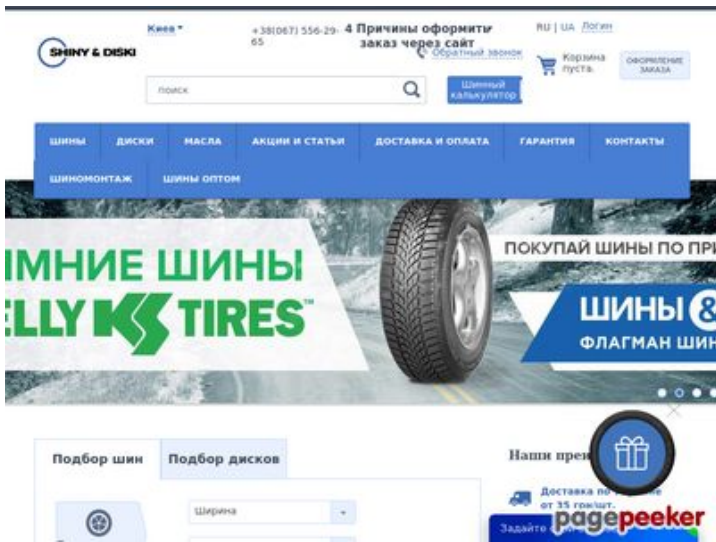 Киев
+38(067) 556-29-65
4 Причины оформить заказ через сайт
Обратный звонок
RU | UA Логин
SHINY & DISKI
Корзина пуста.
ОФОРМЛЕНИЕ ЗАКАЗА
поиск
Шинный калькулятор
ШИНЫ ДИСКИ МАСЛА АКЦИИ И СТАТЬИ ДОСТАВКА И ОПЛАТА ГАРАНТИЯ КОНТАКТЫ
ШИНОМОНТАЖ ШИНЫ ОПТОМ
ИМНИЕ ШИНЫ
ELLY TIRES™
ПОКУПАЙ ШИНЫ ПО ПРИ
ШИНЫ &
ФЛАГМАН ШИН
Подбор шин Подбор дисков
Наши
Ширина
Доставка по
от 35 грн/шт.
Задайте
pagepeeker